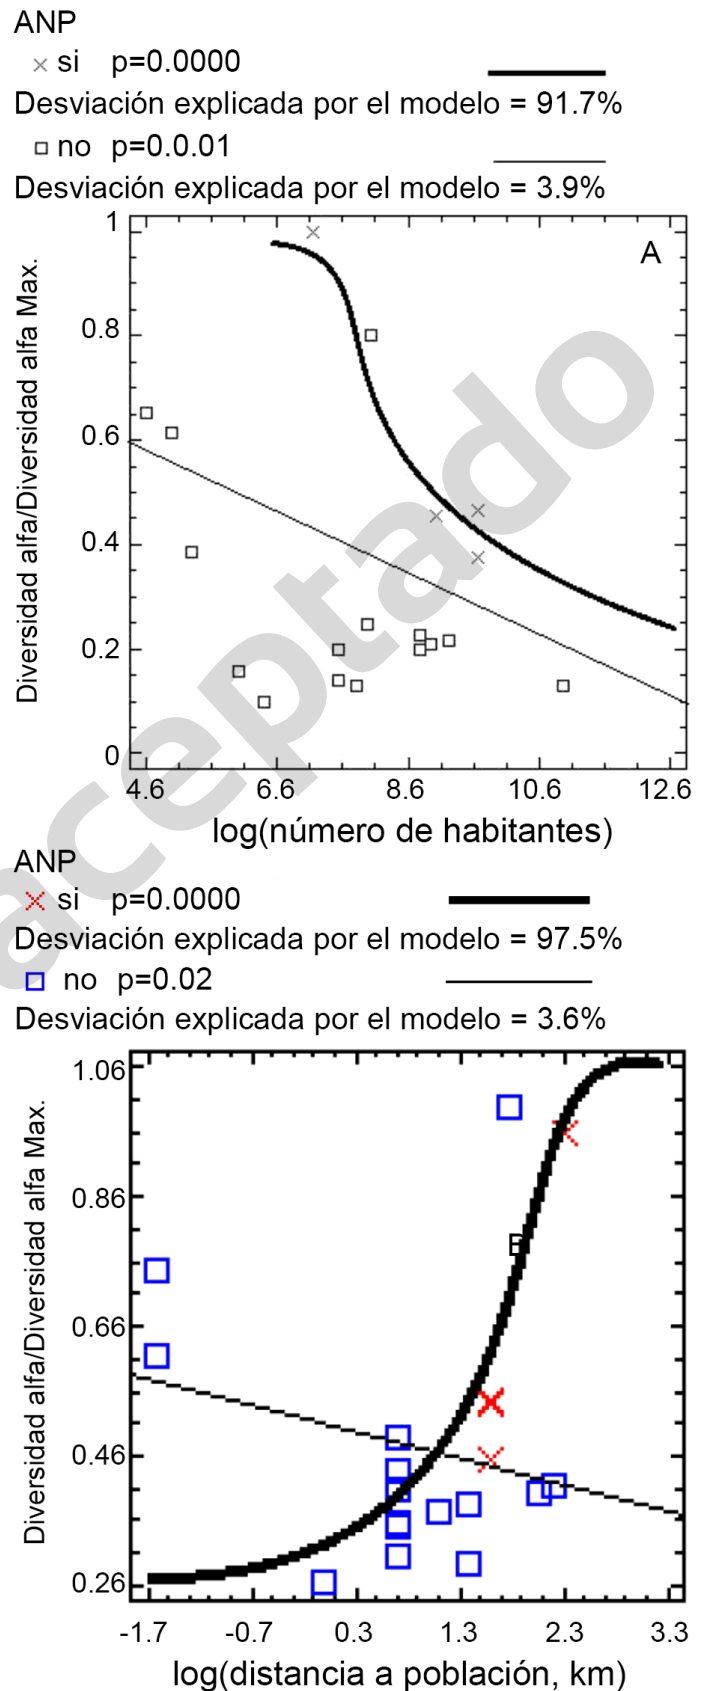 ANP
× si p=0.0000
Desviación explicada por el modelo = 91.7%
□ no p=0.0.01
Desviación explicada por el modelo = 3.9%
A
Diversidad alfa/Diversidad alfa Max.
1
0.8
0.6
0.4
0.2
0
4.6 6.6 8.6 10.6 12.6
log(número de habitantes)
ANP
× si p=0.0000
Desviación explicada por el modelo = 97.5%
□ no p=0.02
Desviación explicada por el modelo = 3.6%
Diversidad alfa/Diversidad alfa Max.
1.06
0.86
0.66
0.46
0.26
-1.7 -0.7 0.3 1.3 2.3 3.3
log(distancia a población, km)
aceptado